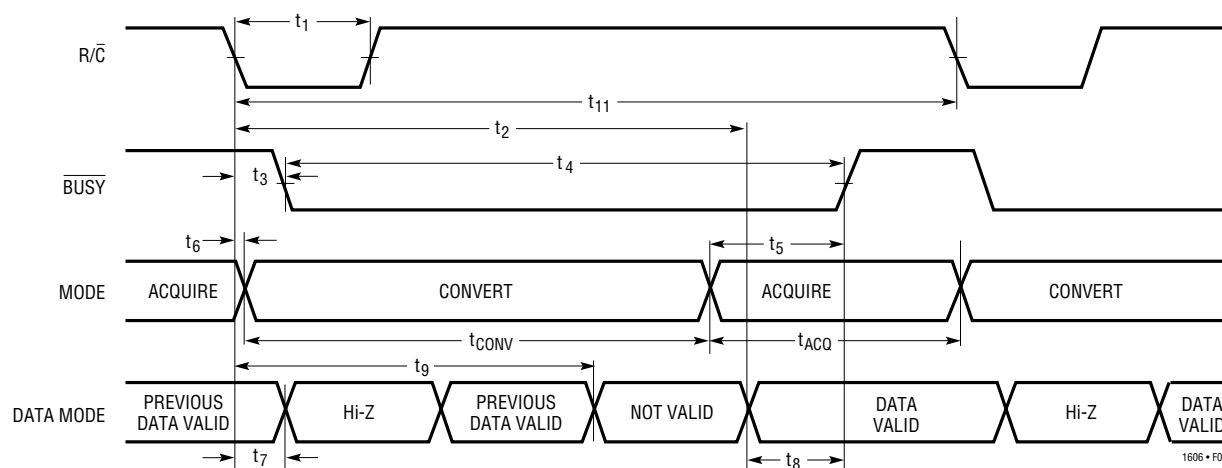 t1
R/C̅
t11
t2
t3
t4
B̅U̅S̅Y̅
t6
t5
MODE
ACQUIRE
CONVERT
ACQUIRE
CONVERT
tCONV
tACQ
t9
DATA MODE
PREVIOUS
DATA VALID
Hi-Z
PREVIOUS
DATA VALID
NOT VALID
DATA
VALID
Hi-Z
DATA
VALID
t7
t8
1606 • F0